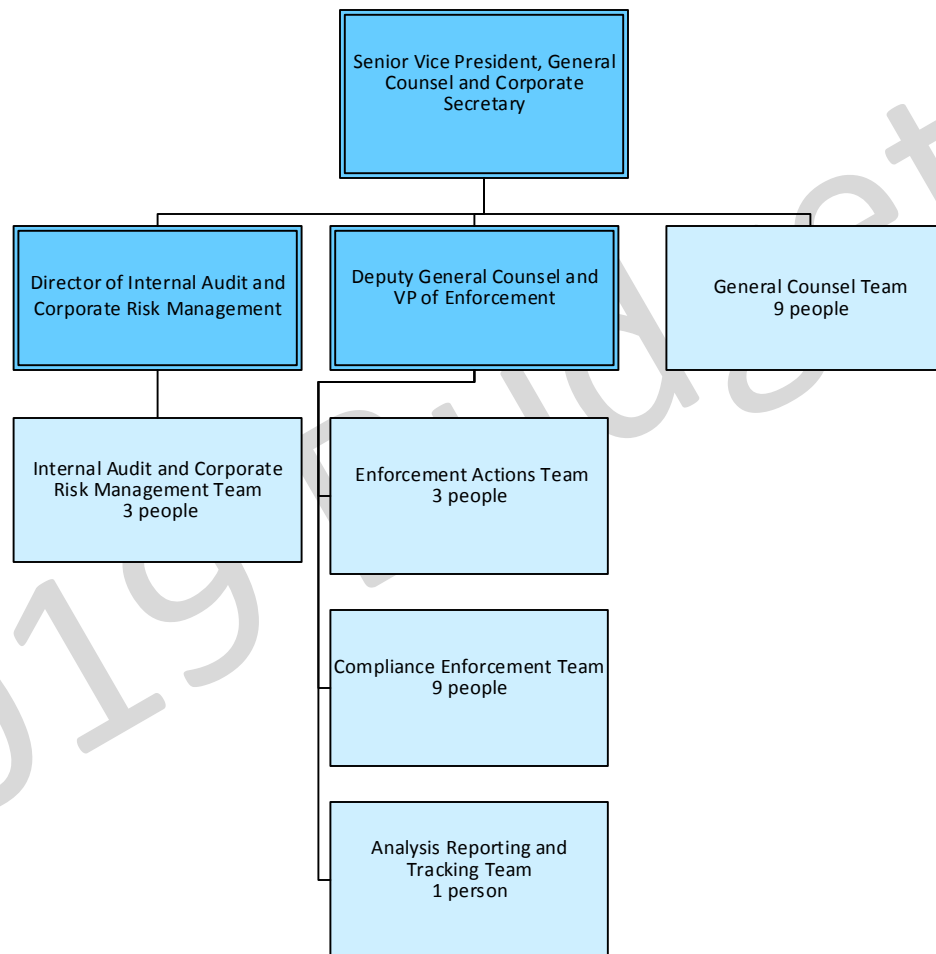 Senior Vice President, General
Counsel and Corporate
Secretary
Director of Internal Audit and
Corporate Risk Management
Deputy General Counsel and
VP of Enforcement
General Counsel Team
9 people
Internal Audit and Corporate
Risk Management Team
3 people
Enforcement Actions Team
3 people
Compliance Enforcement Team
9 people
Analysis Reporting and
Tracking Team
1 person